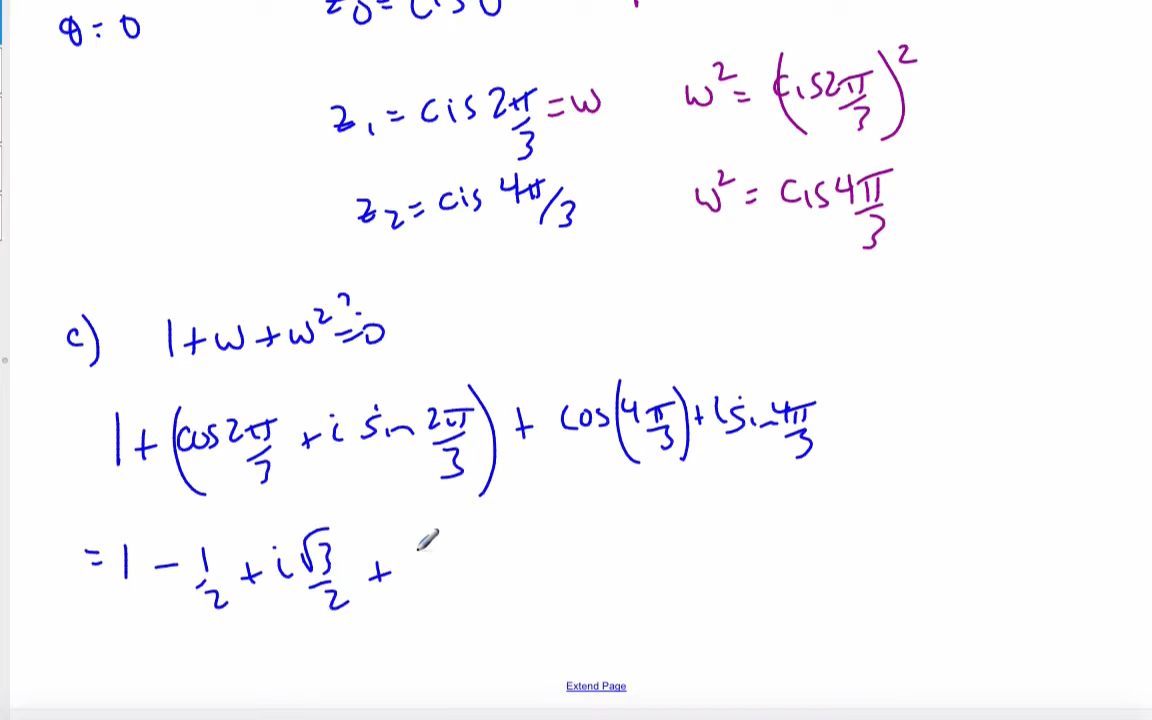 θ = 0
z₀ = cis 0
z₁ = cis 2π/3 = w
w² = (cis 2π/3)²
z₂ = cis 4π/3
w² = cis 4π/3
c) 1 + w + w² ?= 0
1 + (cos 2π/3 + i sin 2π/3) + cos(4π/3) + i sin 4π/3
= 1 - 1/2 + i √3/2 +
Extend Page